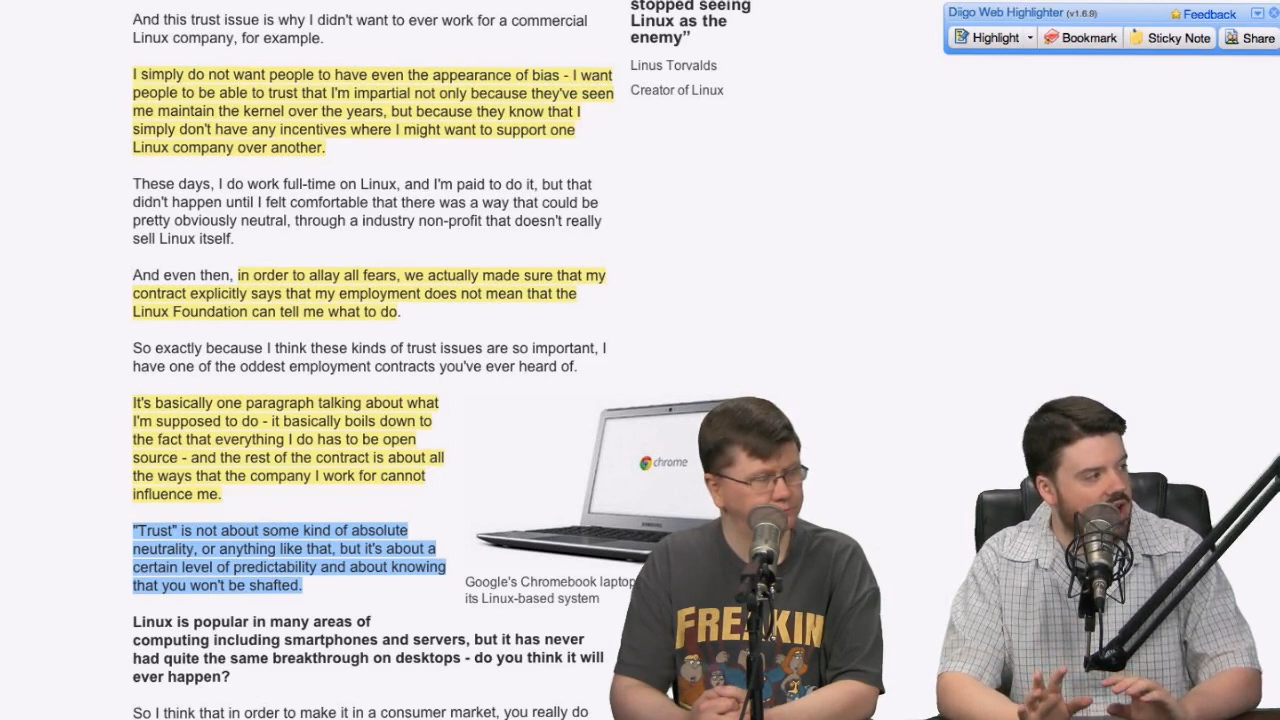 And this trust issue is why I didn't want to ever work for a commercial
Linux company, for example.
I simply do not want people to have even the appearance of bias - I want
people to be able to trust that I'm impartial not only because they've seen
me maintain the kernel over the years, but because they know that I
simply don't have any incentives where I might want to support one
Linux company over another.
These days, I do work full-time on Linux, and I'm paid to do it, but that
didn't happen until I felt comfortable that there was a way that could be
pretty obviously neutral, through a industry non-profit that doesn't really
sell Linux itself.
And even then, in order to allay all fears, we actually made sure that my
contract explicitly says that my employment does not mean that the
Linux Foundation can tell me what to do.
So exactly because I think these kinds of trust issues are so important, I
have one of the oddest employment contracts you've ever heard of.
It's basically one paragraph talking about what
I'm supposed to do - it basically boils down to
the fact that everything I do has to be open
source - and the rest of the contract is about all
the ways that the company I work for cannot
influence me.
"Trust" is not about some kind of absolute
neutrality, or anything like that, but it's about a
certain level of predictability and about knowing
that you won't be shafted.
Linux is popular in many areas of
computing including smartphones and servers, but it has never
had quite the same breakthrough on desktops - do you think it will
ever happen?
So I think that in order to make it in a consumer market, you really do
stopped seeing
Linux as the
enemy”
Linus Torvalds
Creator of Linux
Diigo Web Highlighter (v1.6.9)
Feedback
Highlight
Bookmark
Sticky Note
Share
chrome
SAMSUNG
Google's Chromebook laptop
its Linux-based system
FREAKIN